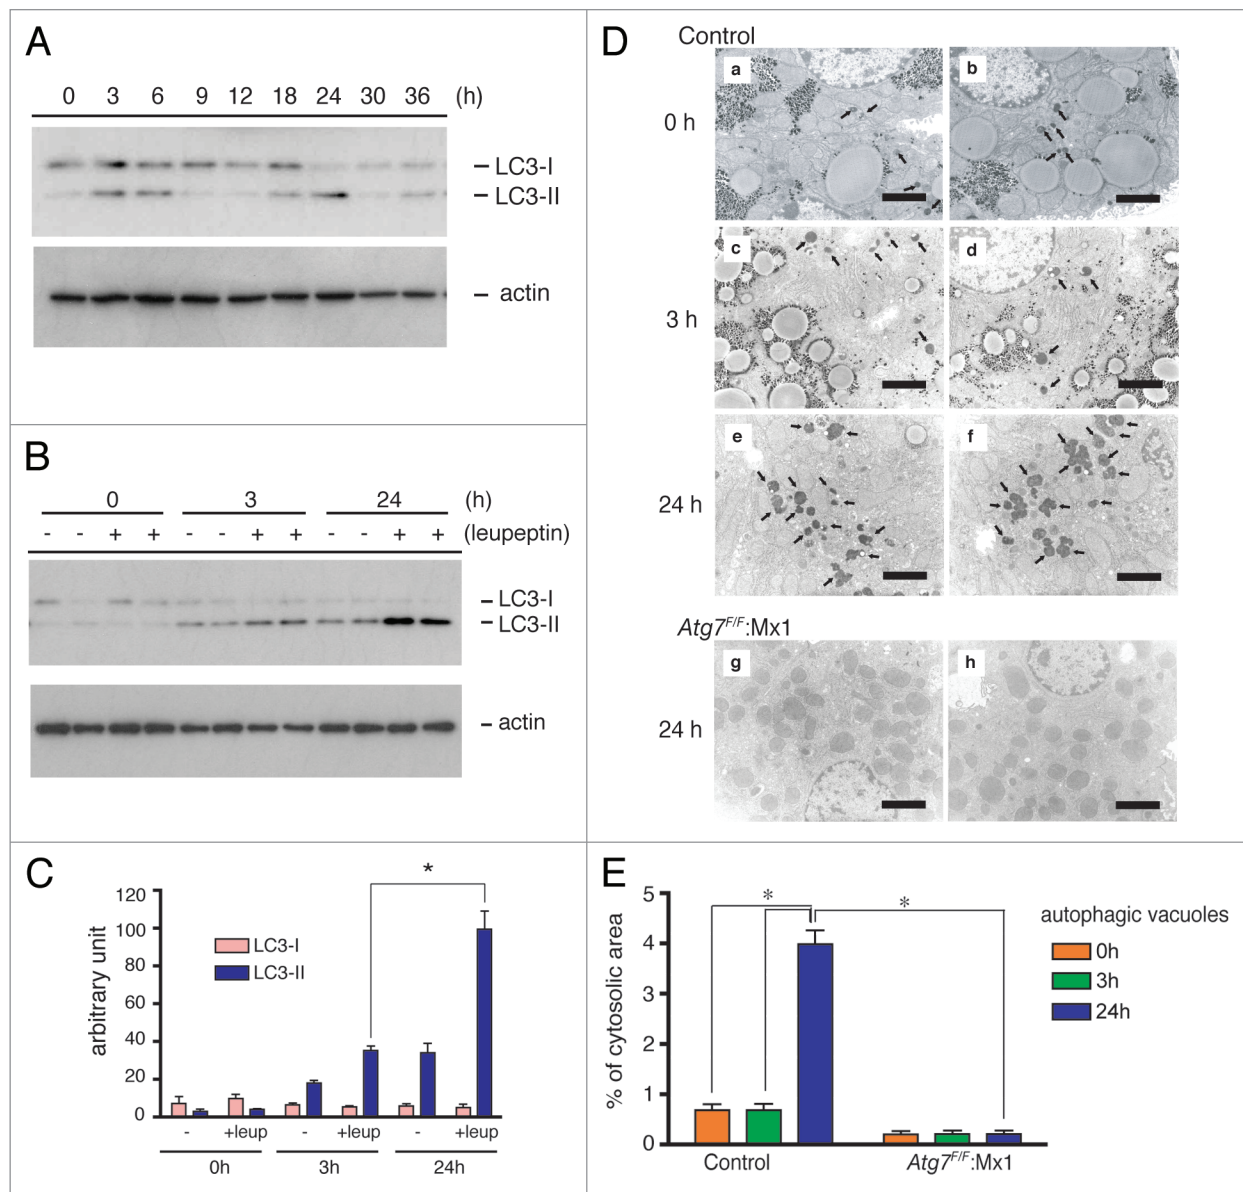 A
0 3 6 9 12 18 24 30 36 (h)
LC3-I
LC3-II
actin
B
0 3 24 (h)
- - + + - - + + - - + + (leupeptin)
LC3-I
LC3-II
actin
C
*
120
100
80
60
40
20
0
arbitrary unit
LC3-I
LC3-II
- +leup - +leup - +leup
0h 3h 24h
D
Control
0 h
a b
3 h
c d
24 h
e f
Atg7F/F:Mx1
24 h
g h
E
5
4
3
2
1
0
% of cytosolic area
* *
autophagic vacuoles
0h
3h
24h
Control Atg7F/F:Mx1